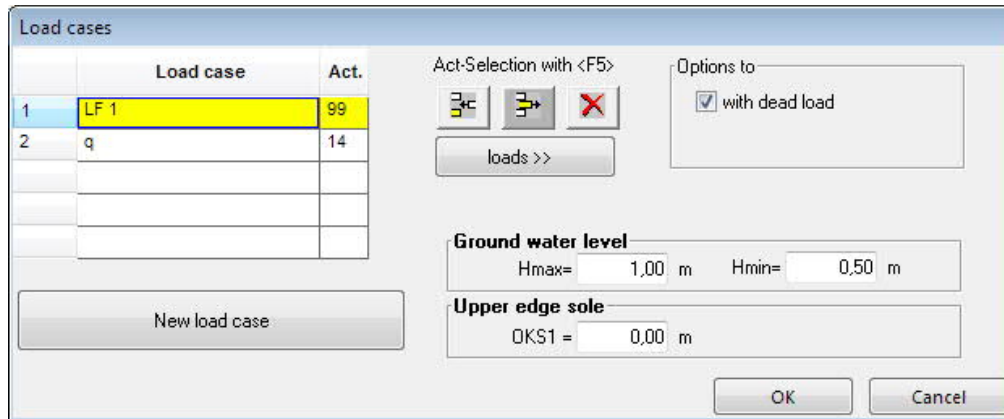 Load cases
Load case Act.
1 LF 1 99
2 q 14
New load case
Act-Selection with <F5>
loads >>
Options to
with dead load
Ground water level
Hmax= 1,00 m Hmin= 0,50 m
Upper edge sole
OKS1 = 0,00 m
OK Cancel